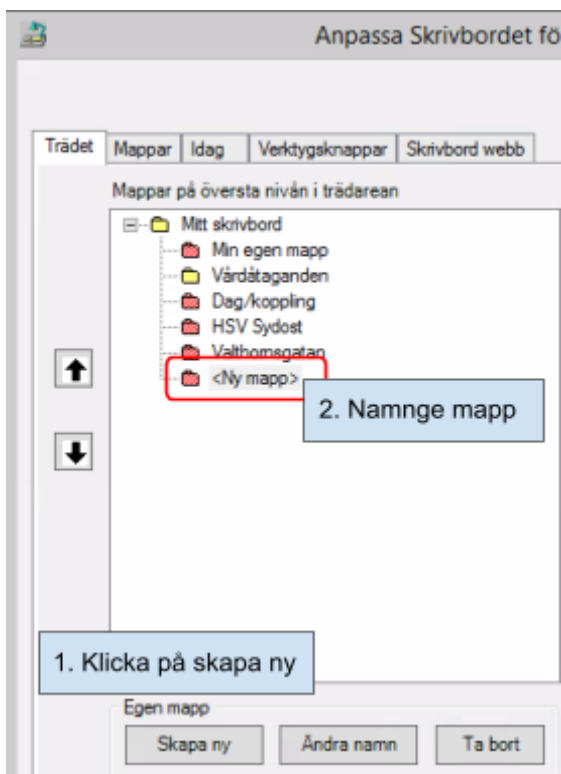 Anpassa Skrivbordet fö
Trädet Mappar Idag Verktygsknappar Skrivbord webb
Mappar på översta nivån i trädarean
Mitt skrivbord
Min egen mapp
Vårdåtaganden
Dag/koppling
HSV Sydost
Valthornsgatan
<Ny mapp>
2. Namnge mapp
1. Klicka på skapa ny
Egen mapp
Skapa ny Ändra namn Ta bort